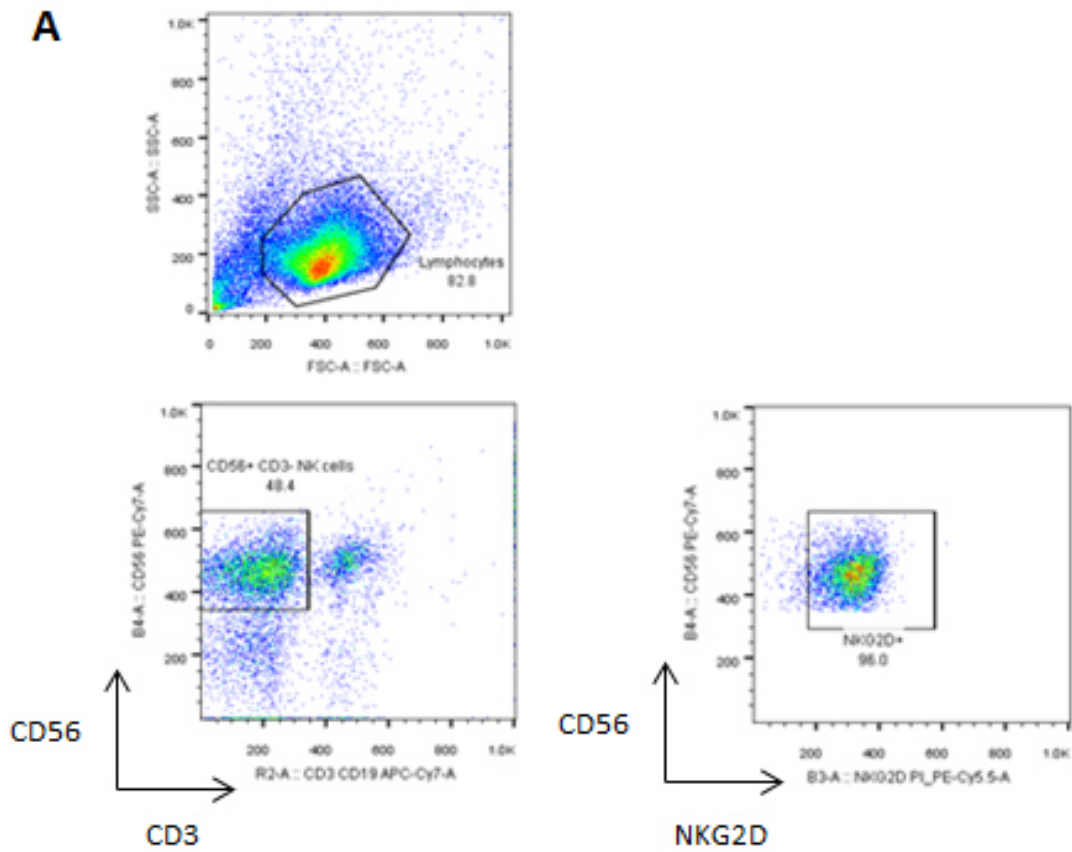 A
1.0K
800
600
400
200
0
SSC-A :: SSC-A
Lymphocytes
82.8
0 200 400 600 800 1.0K
FSC-A :: FSC-A
1.0K
800
600
400
200
B4-A :: CD56 PE-Cy7-A
CD56+ CD3- NK cells
48.4
200 400 600 800 1.0K
R2-A :: CD3 CD19 APC-Cy7-A
CD56
CD3
1.0K
800
600
400
200
B4-A :: CD56 PE-Cy7-A
NKG2D+
96.0
200 400 600 800 1.0K
B3-A :: NKG2D PI_PE-Cy5.5-A
CD56
NKG2D